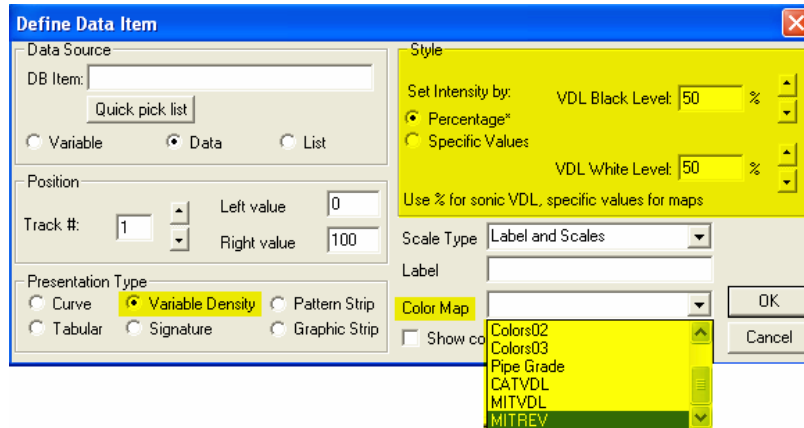 Define Data Item
Data Source
DB Item:
Quick pick list
Variable
Data
List
Position
Track #: 1
Left value 0
Right value 100
Presentation Type
Curve
Variable Density
Pattern Strip
Tabular
Signature
Graphic Strip
Style
Set Intensity by:
Percentage*
Specific Values
VDL Black Level: 50 %
VDL White Level: 50 %
Use % for sonic VDL, specific values for maps
Scale Type Label and Scales
Label
Color Map
Show co
Colors02
Colors03
Pipe Grade
CATVDL
MITVDL
MITREV
OK
Cancel